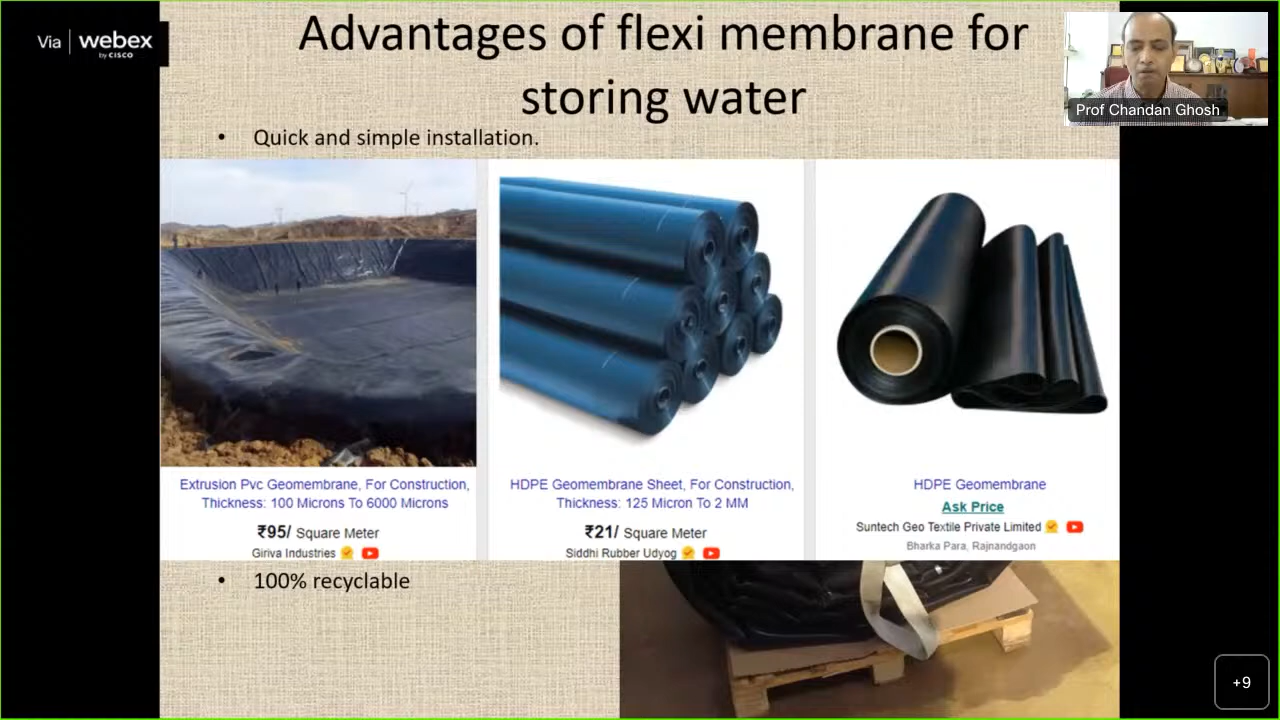 Via | webex
by CISCO
Advantages of flexi membrane for
storing water
Prof Chandan Ghosh
• Quick and simple installation.
Extrusion Pvc Geomembrane, For Construction,
Thickness: 100 Microns To 6000 Microns
₹95/ Square Meter
Giriva Industries
HDPE Geomembrane Sheet, For Construction,
Thickness: 125 Micron To 2 MM
₹21/ Square Meter
Siddhi Rubber Udyog
HDPE Geomembrane
Ask Price
Suntech Geo Textile Private Limited
Bharka Para, Rajnandgaon
• 100% recyclable
+9